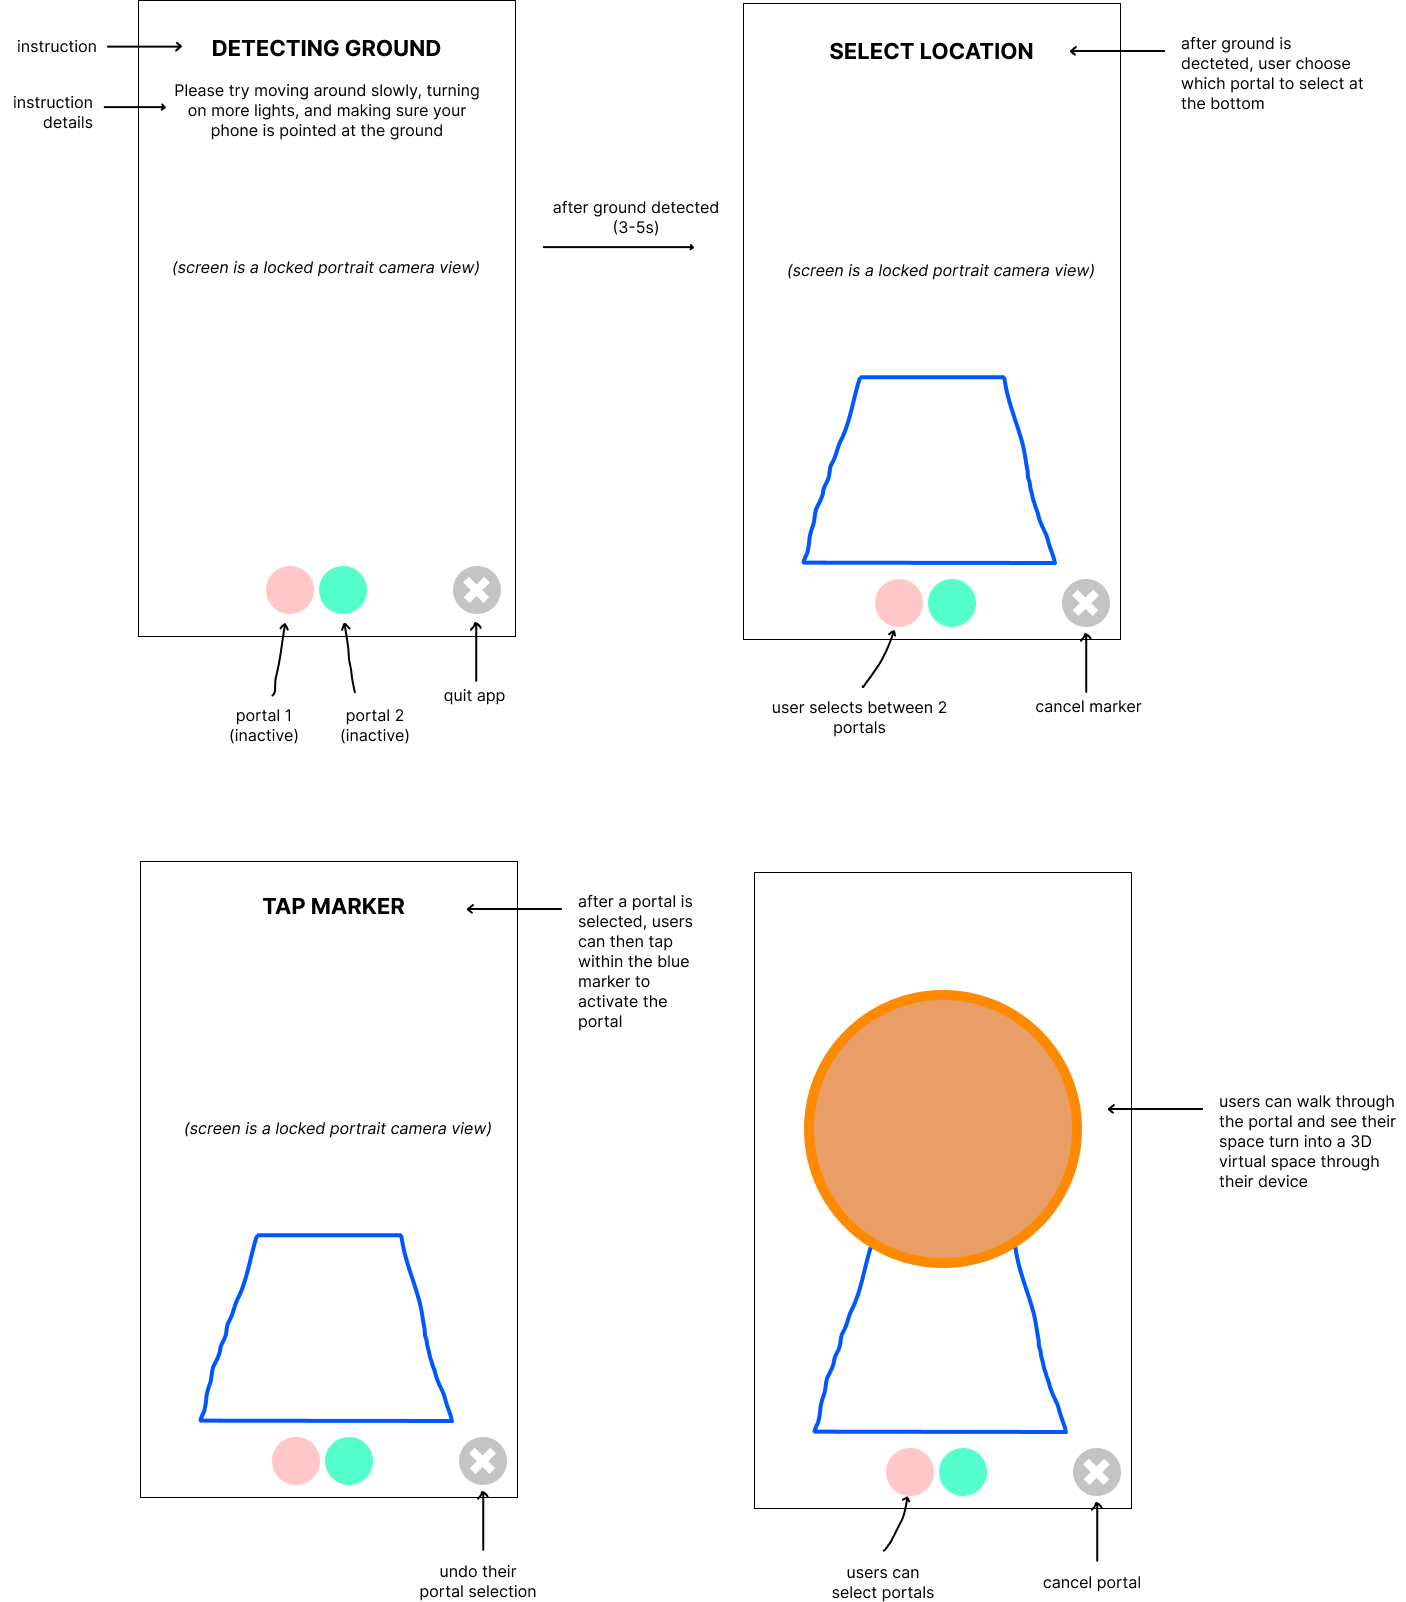 instruction
DETECTING GROUND
instruction
details
Please try moving around slowly, turning
on more lights, and making sure your
phone is pointed at the ground
(screen is a locked portrait camera view)
portal 1
(inactive)
portal 2
(inactive)
quit app
after ground detected
(3-5s)
SELECT LOCATION
after ground is
decteted, user choose
which portal to select at
the bottom
(screen is a locked portrait camera view)
user selects between 2
portals
cancel marker
TAP MARKER
after a portal is
selected, users
can then tap
within the blue
marker to
activate the
portal
(screen is a locked portrait camera view)
undo their
portal selection
users can walk through
the portal and see their
space turn into a 3D
virtual space through
their device
users can
select portals
cancel portal